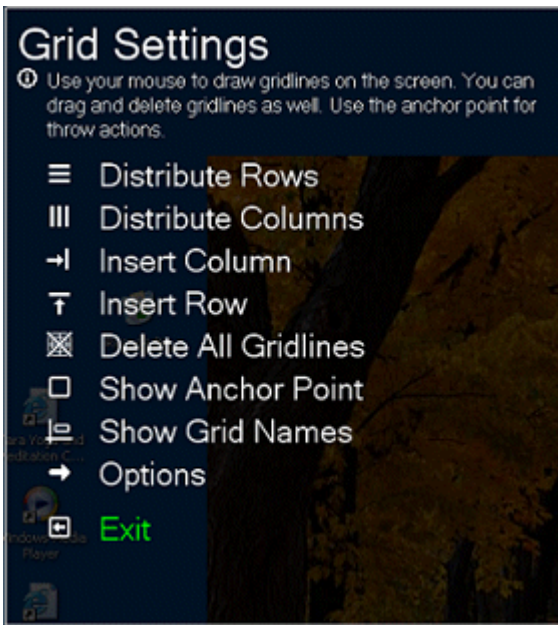 Grid Settings
Use your mouse to draw gridlines on the screen. You can
drag and delete gridlines as well. Use the anchor point for
throw actions.
Distribute Rows
Distribute Columns
Insert Column
Insert Row
Delete All Gridlines
Show Anchor Point
Show Grid Names
Options
Exit
Media
Player